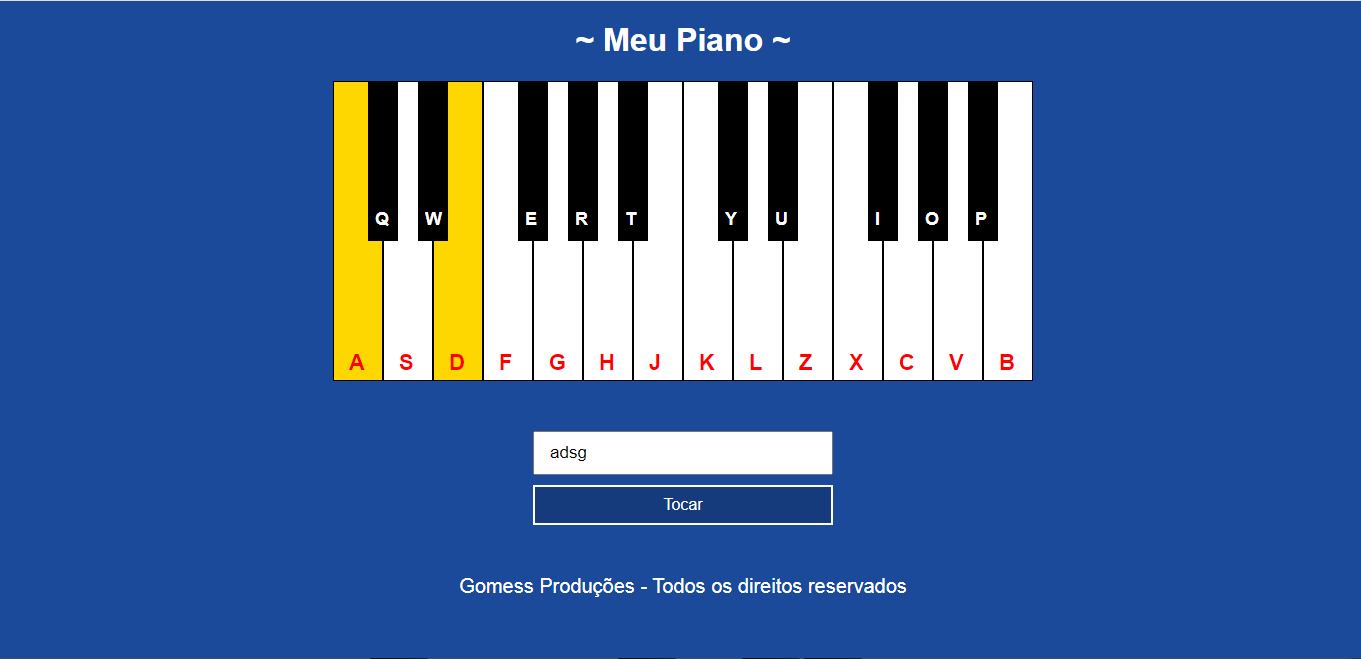 ~ Meu Piano ~
Q W E R T Y U I O P
A S D F G H J K L Z X C V B
adsg
Tocar
Gomess Produções - Todos os direitos reservados